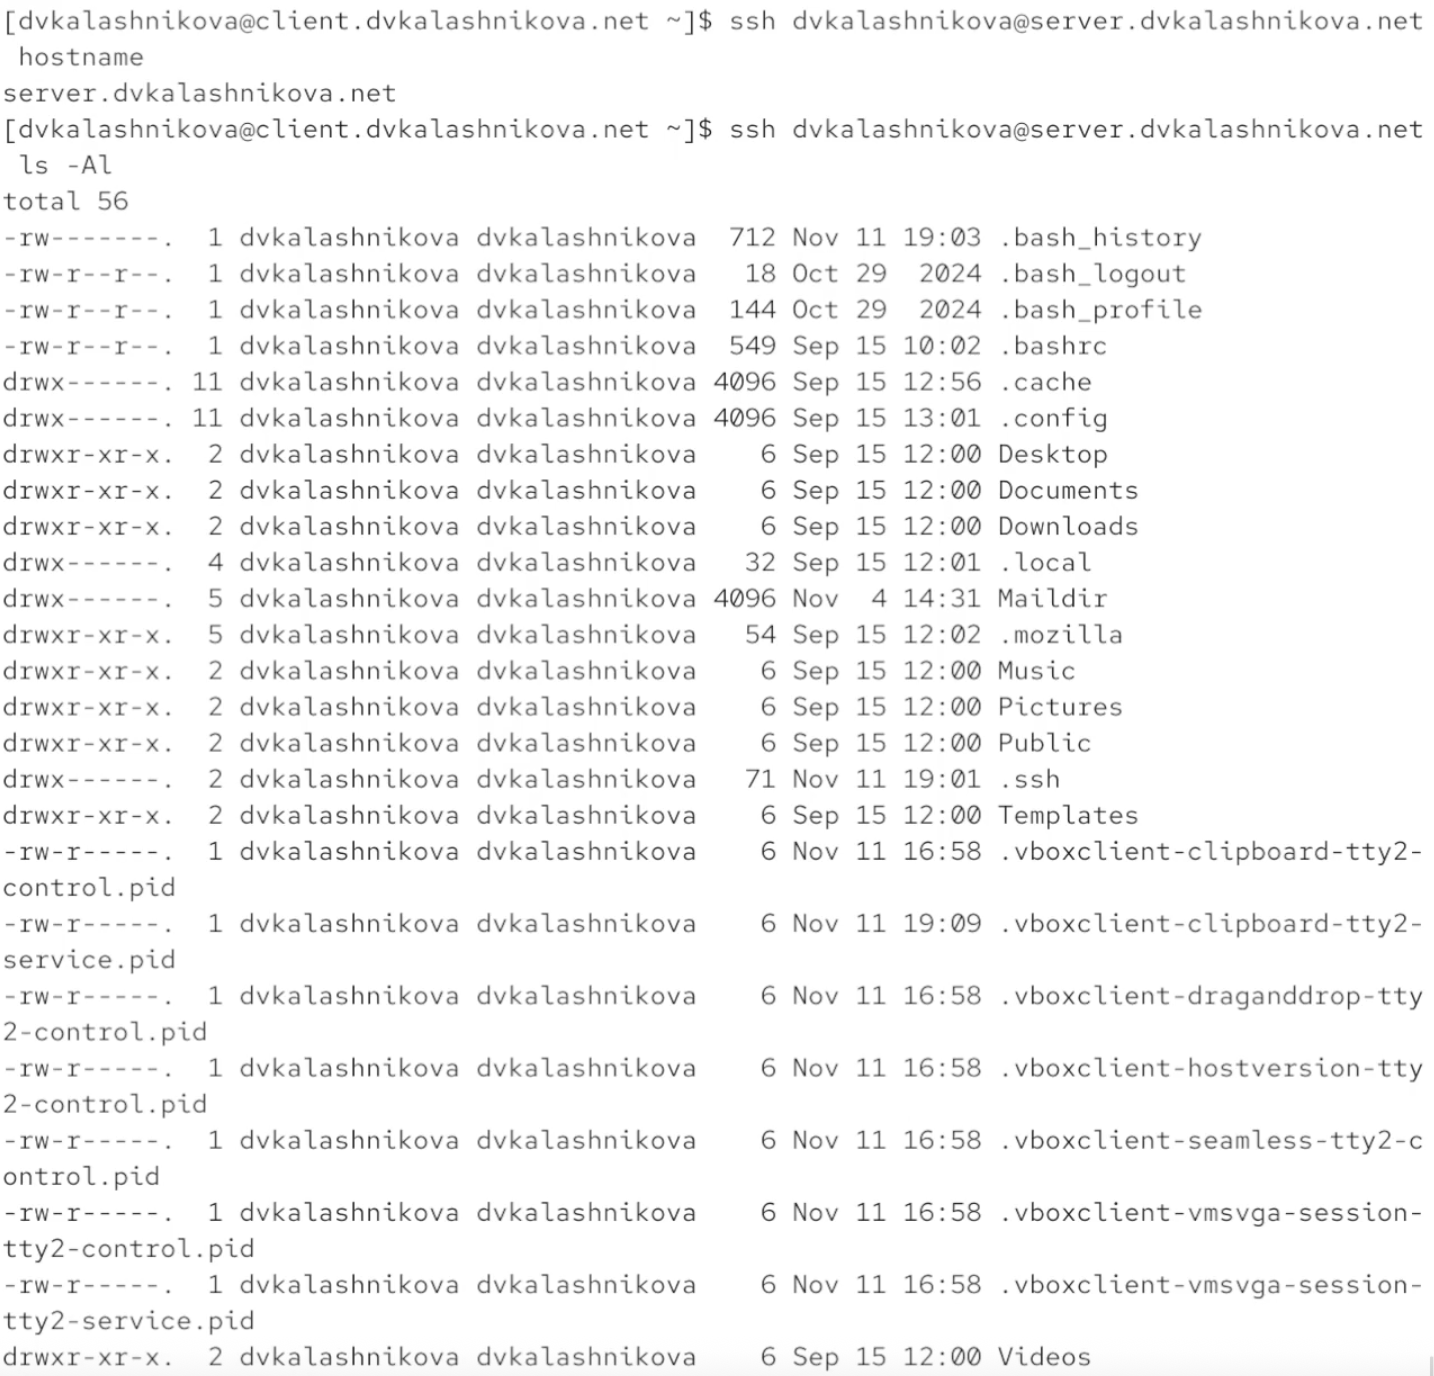 [dvkalashnikova@client.dvkalashnikova.net ~]$ ssh dvkalashnikova@server.dvkalashnikova.net
 hostname
server.dvkalashnikova.net
[dvkalashnikova@client.dvkalashnikova.net ~]$ ssh dvkalashnikova@server.dvkalashnikova.net
 ls -Al
total 56
-rw-------.  1 dvkalashnikova dvkalashnikova  712 Nov 11 19:03 .bash_history
-rw-r--r--.  1 dvkalashnikova dvkalashnikova   18 Oct 29  2024 .bash_logout
-rw-r--r--.  1 dvkalashnikova dvkalashnikova  144 Oct 29  2024 .bash_profile
-rw-r--r--.  1 dvkalashnikova dvkalashnikova  549 Sep 15 10:02 .bashrc
drwx------. 11 dvkalashnikova dvkalashnikova 4096 Sep 15 12:56 .cache
drwx------. 11 dvkalashnikova dvkalashnikova 4096 Sep 15 13:01 .config
drwxr-xr-x.  2 dvkalashnikova dvkalashnikova    6 Sep 15 12:00 Desktop
drwxr-xr-x.  2 dvkalashnikova dvkalashnikova    6 Sep 15 12:00 Documents
drwxr-xr-x.  2 dvkalashnikova dvkalashnikova    6 Sep 15 12:00 Downloads
drwx------.  4 dvkalashnikova dvkalashnikova   32 Sep 15 12:01 .local
drwx------.  5 dvkalashnikova dvkalashnikova 4096 Nov  4 14:31 Maildir
drwxr-xr-x.  5 dvkalashnikova dvkalashnikova   54 Sep 15 12:02 .mozilla
drwxr-xr-x.  2 dvkalashnikova dvkalashnikova    6 Sep 15 12:00 Music
drwxr-xr-x.  2 dvkalashnikova dvkalashnikova    6 Sep 15 12:00 Pictures
drwxr-xr-x.  2 dvkalashnikova dvkalashnikova    6 Sep 15 12:00 Public
drwx------.  2 dvkalashnikova dvkalashnikova   71 Nov 11 19:01 .ssh
drwxr-xr-x.  2 dvkalashnikova dvkalashnikova    6 Sep 15 12:00 Templates
-rw-r-----.  1 dvkalashnikova dvkalashnikova    6 Nov 11 16:58 .vboxclient-clipboard-tty2-
control.pid
-rw-r-----.  1 dvkalashnikova dvkalashnikova    6 Nov 11 19:09 .vboxclient-clipboard-tty2-
service.pid
-rw-r-----.  1 dvkalashnikova dvkalashnikova    6 Nov 11 16:58 .vboxclient-draganddrop-tty
2-control.pid
-rw-r-----.  1 dvkalashnikova dvkalashnikova    6 Nov 11 16:58 .vboxclient-hostversion-tty
2-control.pid
-rw-r-----.  1 dvkalashnikova dvkalashnikova    6 Nov 11 16:58 .vboxclient-seamless-tty2-c
ontrol.pid
-rw-r-----.  1 dvkalashnikova dvkalashnikova    6 Nov 11 16:58 .vboxclient-vmsvga-session-
tty2-control.pid
-rw-r-----.  1 dvkalashnikova dvkalashnikova    6 Nov 11 16:58 .vboxclient-vmsvga-session-
tty2-service.pid
drwxr-xr-x.  2 dvkalashnikova dvkalashnikova    6 Sep 15 12:00 Videos